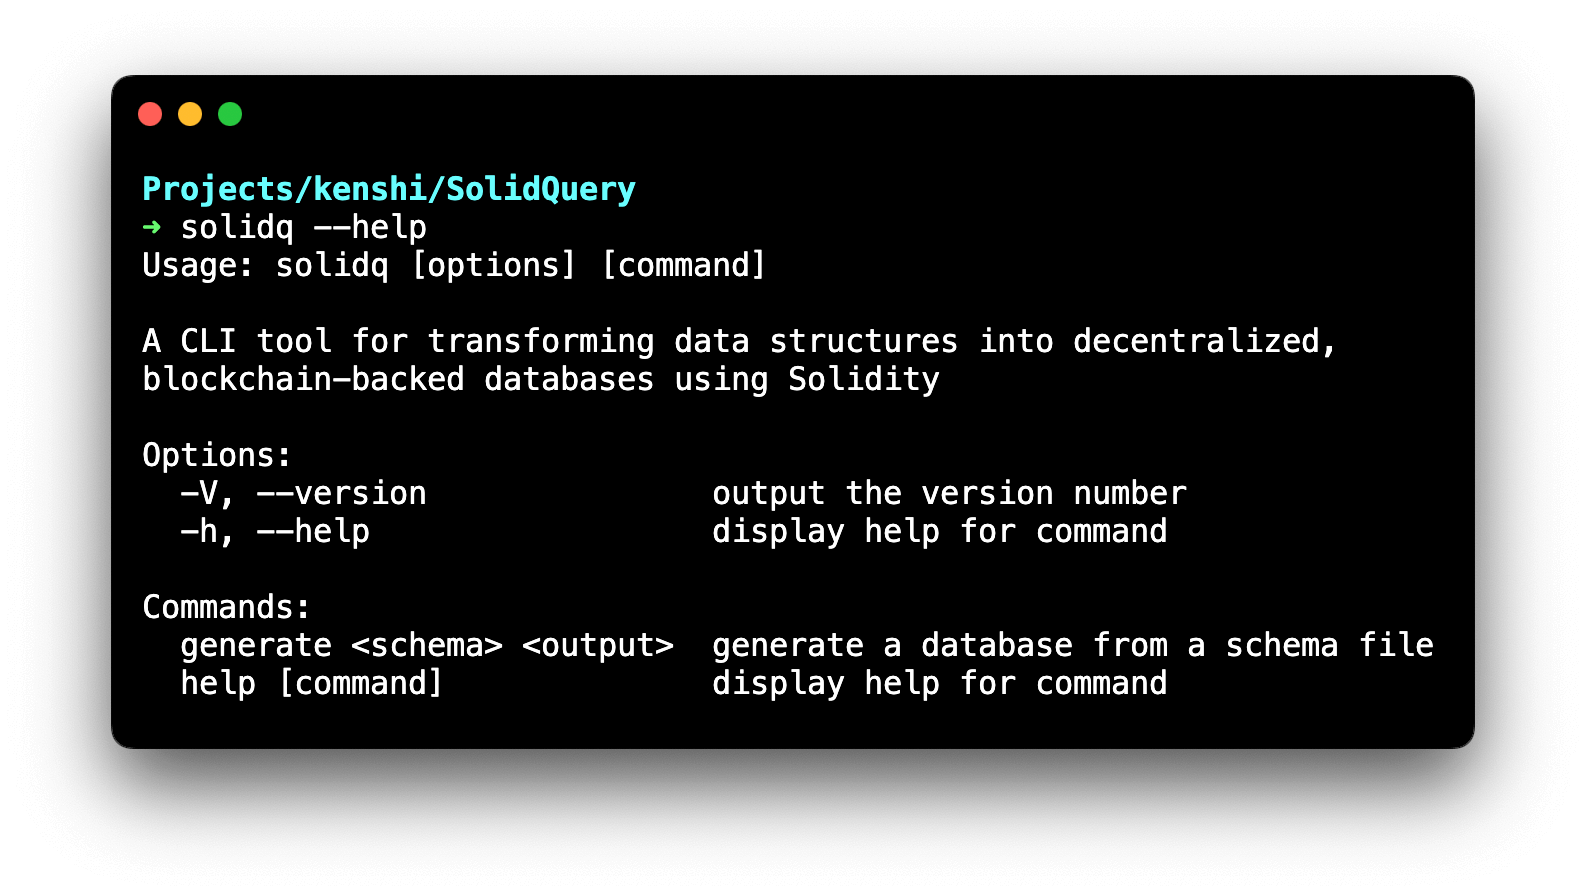 Projects/kenshi/SolidQuery
➜ solidq --help
Usage: solidq [options] [command]
A CLI tool for transforming data structures into decentralized,
blockchain-backed databases using Solidity
Options:
-V, --version output the version number
-h, --help display help for command
Commands:
generate <schema> <output> generate a database from a schema file
help [command] display help for command